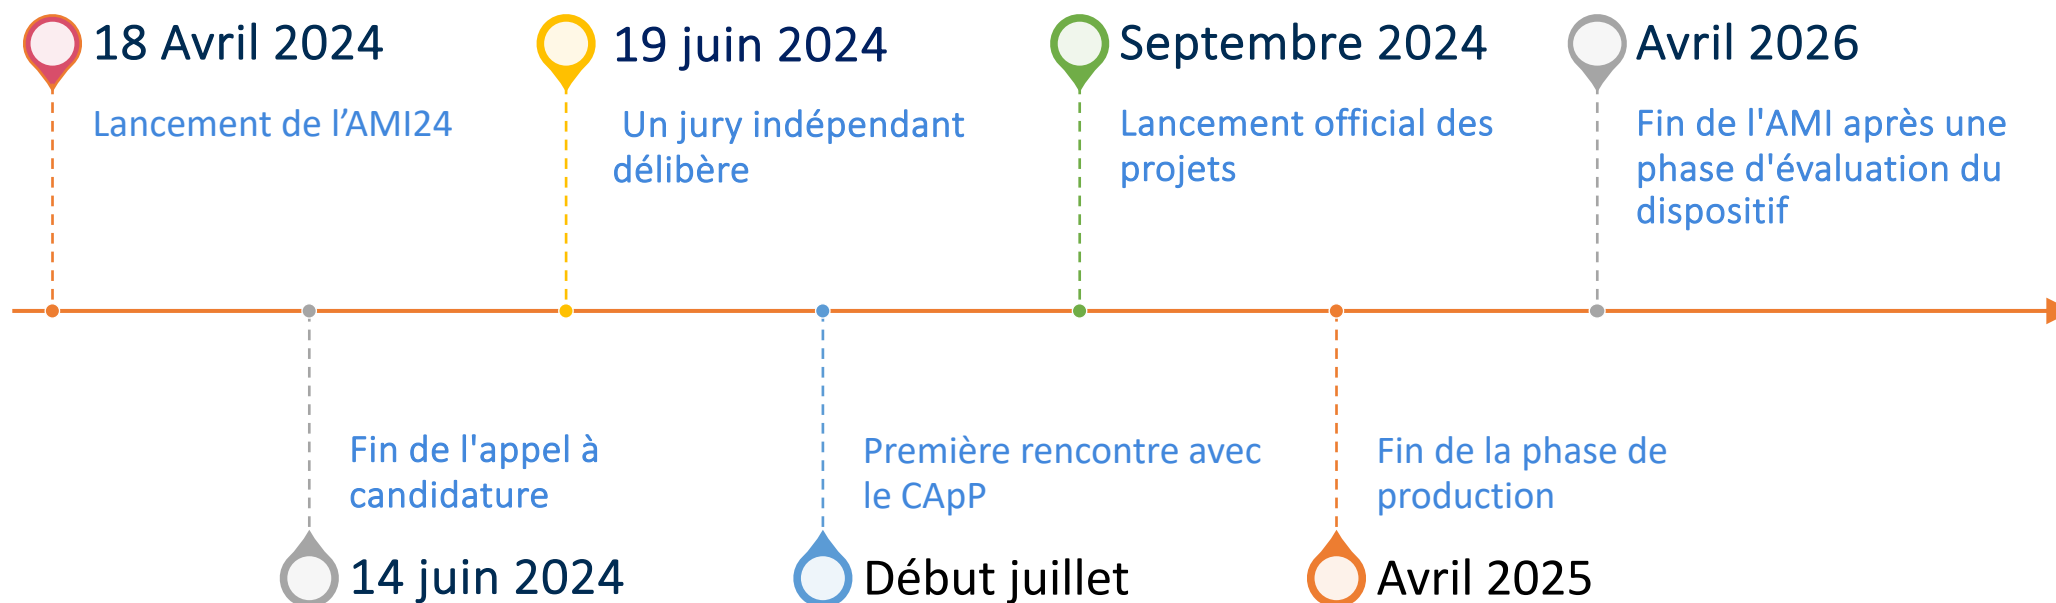 18 Avril 2024
Lancement de l’AMI24
19 juin 2024
Un jury indépendant
délibère
Septembre 2024
Lancement official des
projets
Avril 2026
Fin de l'AMI après une
phase d'évaluation du
dispositif
Fin de l'appel à
candidature
14 juin 2024
Première rencontre avec
le CApP
Début juillet
Fin de la phase de
production
Avril 2025